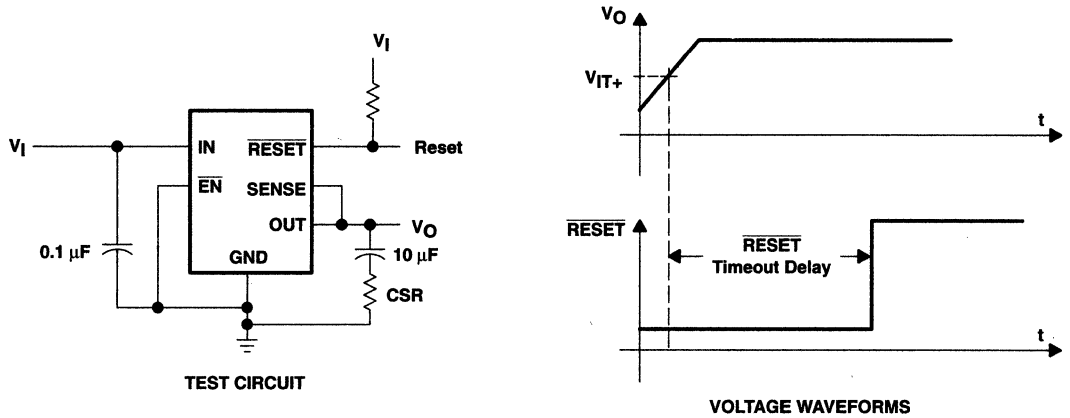 VI
VI
IN
RESET
Reset
EN
SENSE
OUT
VO
0.1 μF
GND
10 μF
CSR
TEST CIRCUIT
VO
VIT+
t
RESET
RESET
Timeout Delay
t
VOLTAGE WAVEFORMS